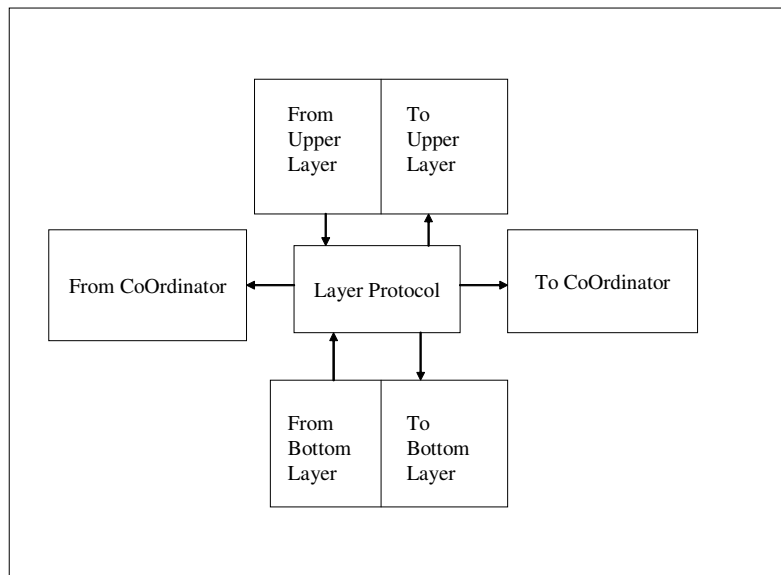 From
Upper
Layer
To
Upper
Layer
From CoOrdinator
Layer Protocol
To CoOrdinator
From
Bottom
Layer
To
Bottom
Layer